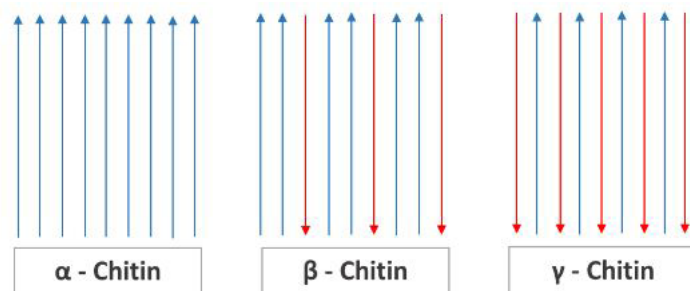 α - Chitin
β - Chitin
γ - Chitin